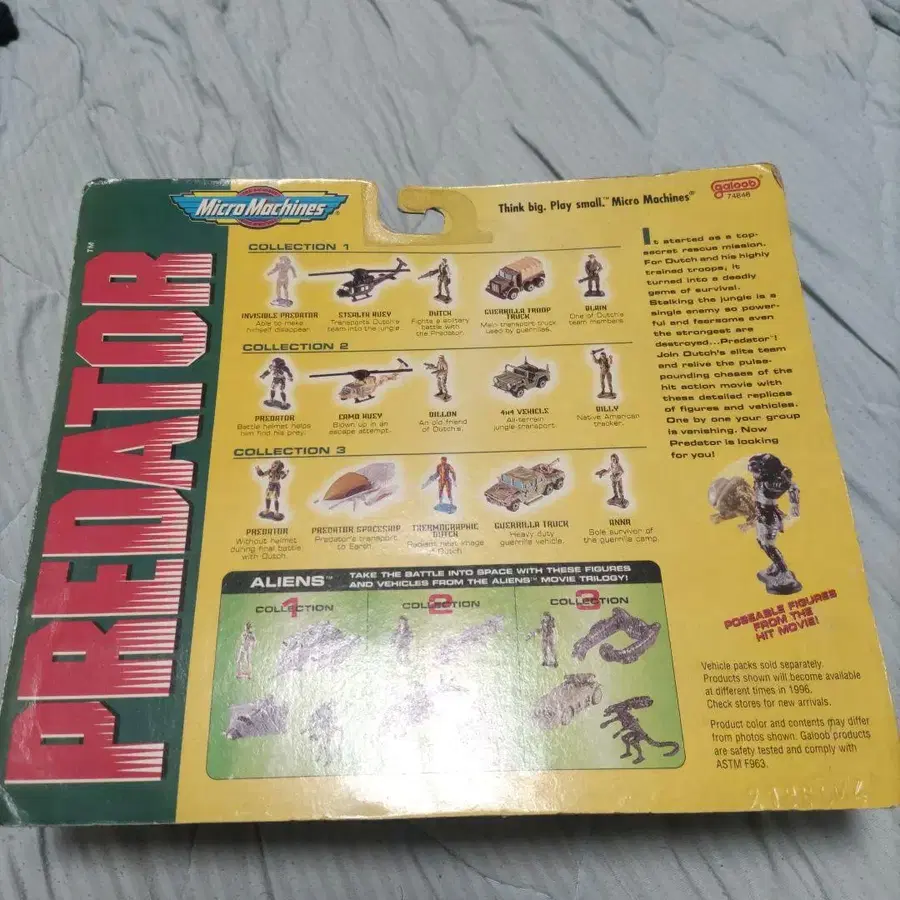 PREDATOR™
Micro Machines®
Think big. Play small.™ Micro Machines®
galoob®
74846
COLLECTION 1
INVISIBLE PREDATOR
Able to make
himself disappear.
STEALTH HUEY
Transports Dutch's
team into the jungle.
DUTCH
Fights a solitary
battle with
the Predator.
GUERRILLA TROOP
TRUCK
Main transport truck
used by guerrillas.
BLAIN
One of Dutch's
team members.
COLLECTION 2
PREDATOR
Battle helmet helps
him find his prey.
CAMO HUEY
Blown up in an
escape attempt.
DILLON
An old friend
of Dutch's.
4x4 VEHICLE
All-terrain
jungle transport.
BILLY
Native American
tracker.
COLLECTION 3
PREDATOR
Without helmet
during final battle
with Dutch.
PREDATOR SPACESHIP
Predator's transport
to Earth.
THERMOGRAPHIC
DUTCH
Radiant heat image
of Dutch.
GUERRILLA TRUCK
Heavy duty
guerrilla vehicle.
ANNA
Sole survivor of
the guerrilla camp.
It started as a top-
secret rescue mission.
For Dutch and his highly
trained troops, it
turned into a deadly
game of survival.
Stalking the jungle is a
single enemy so power-
ful and fearsome even
the strongest are
destroyed...Predator™!
Join Dutch's elite team
and relive the pulse-
pounding chases of the
hit action movie with
these detailed replicas
of figures and vehicles.
One by one your group
is vanishing. Now
Predator is looking
for you!
POSEABLE FIGURES
FROM THE
HIT MOVIE!
ALIENS™
TAKE THE BATTLE INTO SPACE WITH THESE FIGURES
AND VEHICLES FROM THE ALIENS™ MOVIE TRILOGY!
COLLECTION 1
COLLECTION 2
COLLECTION 3
Vehicle packs sold separately.
Products shown will become available
at different times in 1996.
Check stores for new arrivals.
Product color and contents may differ
from photos shown. Galoob® products
are safety tested and comply with
ASTM F963.